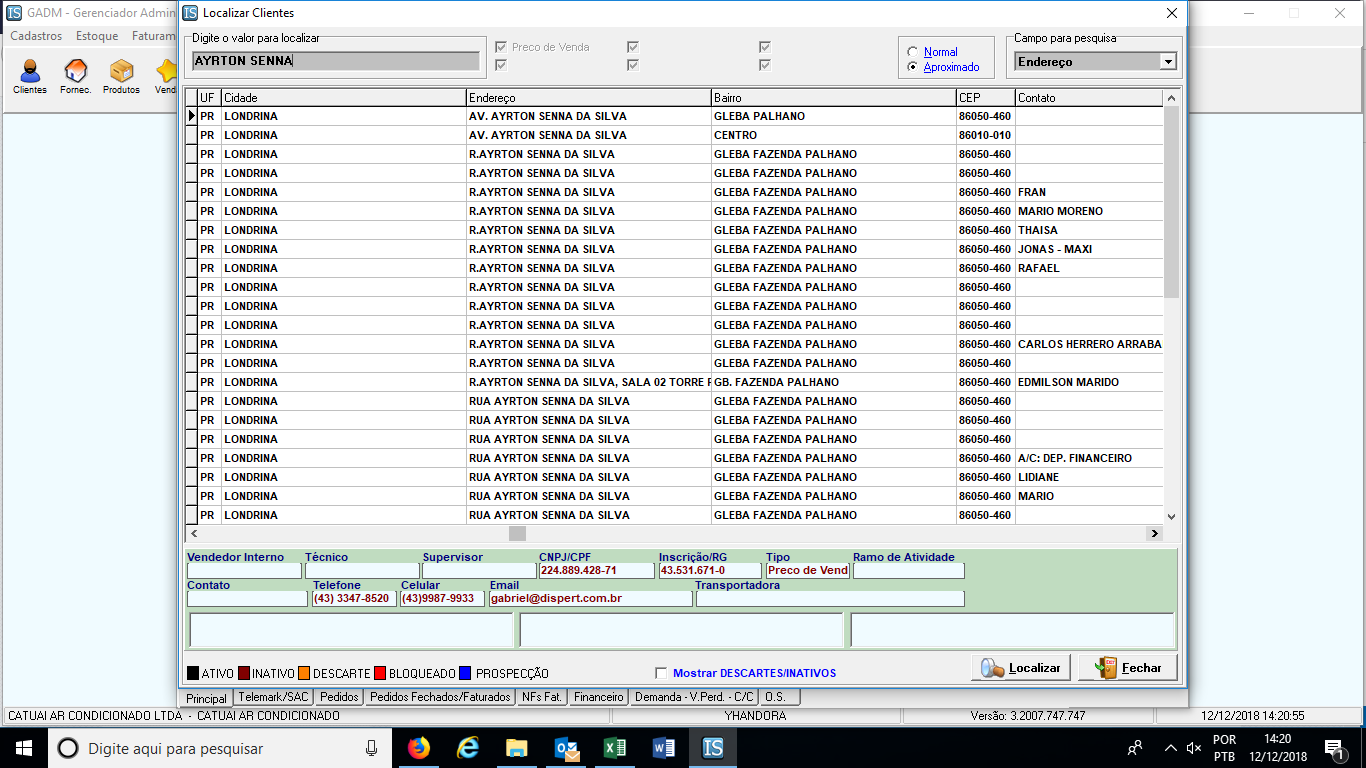 GADM - Gerenciador Admin
IS Localizar Clientes
Cadastros Estoque Faturam
Digite o valor para localizar
AYRTON SENNA
Preco de Venda
Normal
Aproximado
Campo para pesquisa
Endereço
Clientes Fornec. Produtos Vend
UF Cidade Endereço Bairro CEP Contato
PR LONDRINA AV. AYRTON SENNA DA SILVA GLEBA PALHANO 86050-460
PR LONDRINA AV. AYRTON SENNA DA SILVA CENTRO 86010-010
PR LONDRINA R.AYRTON SENNA DA SILVA GLEBA FAZENDA PALHANO 86050-460
PR LONDRINA R.AYRTON SENNA DA SILVA GLEBA FAZENDA PALHANO 86050-460
PR LONDRINA R.AYRTON SENNA DA SILVA GLEBA FAZENDA PALHANO 86050-460 FRAN
PR LONDRINA R.AYRTON SENNA DA SILVA GLEBA FAZENDA PALHANO 86050-460 MARIO MORENO
PR LONDRINA R.AYRTON SENNA DA SILVA GLEBA FAZENDA PALHANO 86050-460 THAISA
PR LONDRINA R.AYRTON SENNA DA SILVA GLEBA FAZENDA PALHANO 86050-460 JONAS - MAXI
PR LONDRINA R.AYRTON SENNA DA SILVA GLEBA FAZENDA PALHANO 86050-460 RAFAEL
PR LONDRINA R.AYRTON SENNA DA SILVA GLEBA FAZENDA PALHANO 86050-460
PR LONDRINA R.AYRTON SENNA DA SILVA GLEBA FAZENDA PALHANO 86050-460
PR LONDRINA R.AYRTON SENNA DA SILVA GLEBA FAZENDA PALHANO 86050-460
PR LONDRINA R.AYRTON SENNA DA SILVA GLEBA FAZENDA PALHANO 86050-460 CARLOS HERRERO ARRABA
PR LONDRINA R.AYRTON SENNA DA SILVA GLEBA FAZENDA PALHANO 86050-460
PR LONDRINA R.AYRTON SENNA DA SILVA, SALA 02 TORRE GB. FAZENDA PALHANO 86050-460 EDMILSON MARIDO
PR LONDRINA RUA AYRTON SENNA DA SILVA GLEBA FAZENDA PALHANO 86050-460
PR LONDRINA RUA AYRTON SENNA DA SILVA GLEBA FAZENDA PALHANO 86050-460
PR LONDRINA RUA AYRTON SENNA DA SILVA GLEBA FAZENDA PALHANO 86050-460
PR LONDRINA RUA AYRTON SENNA DA SILVA GLEBA FAZENDA PALHANO 86050-460 A/C: DEP. FINANCEIRO
PR LONDRINA RUA AYRTON SENNA DA SILVA GLEBA FAZENDA PALHANO 86050-460 LIDIANE
PR LONDRINA RUA AYRTON SENNA DA SILVA GLEBA FAZENDA PALHANO 86050-460 MARIO
PR LONDRINA RUA AYRTON SENNA DA SILVA GLEBA FAZENDA PALHANO 86050-460
Vendedor Interno Técnico Supervisor CNPJ/CPF Inscrição/RG Tipo Ramo de Atividade
224.889.428-71 43.531.671-0 Preco de Vend
Contato Telefone Celular Email Transportadora
(43) 3347-8520 (43)9987-9933 gabriel@dispert.com.br
ATIVO INATIVO DESCARTE BLOQUEADO PROSPECÇÃO
Mostrar DESCARTES/INATIVOS
Localizar Fechar
Principal Telemark/SAC Pedidos Pedidos Fechados/Faturados NFs Fat. Financeiro Demanda - V.Perd. - C/C O.S.
CATUAI AR CONDICIONADO LTDA - CATUAI AR CONDICIONADO YHANDORA Versão: 3.2007.747.747 12/12/2018 14:20:55
Digite aqui para pesquisar
IS
POR
PTB
14:20
12/12/2018
1